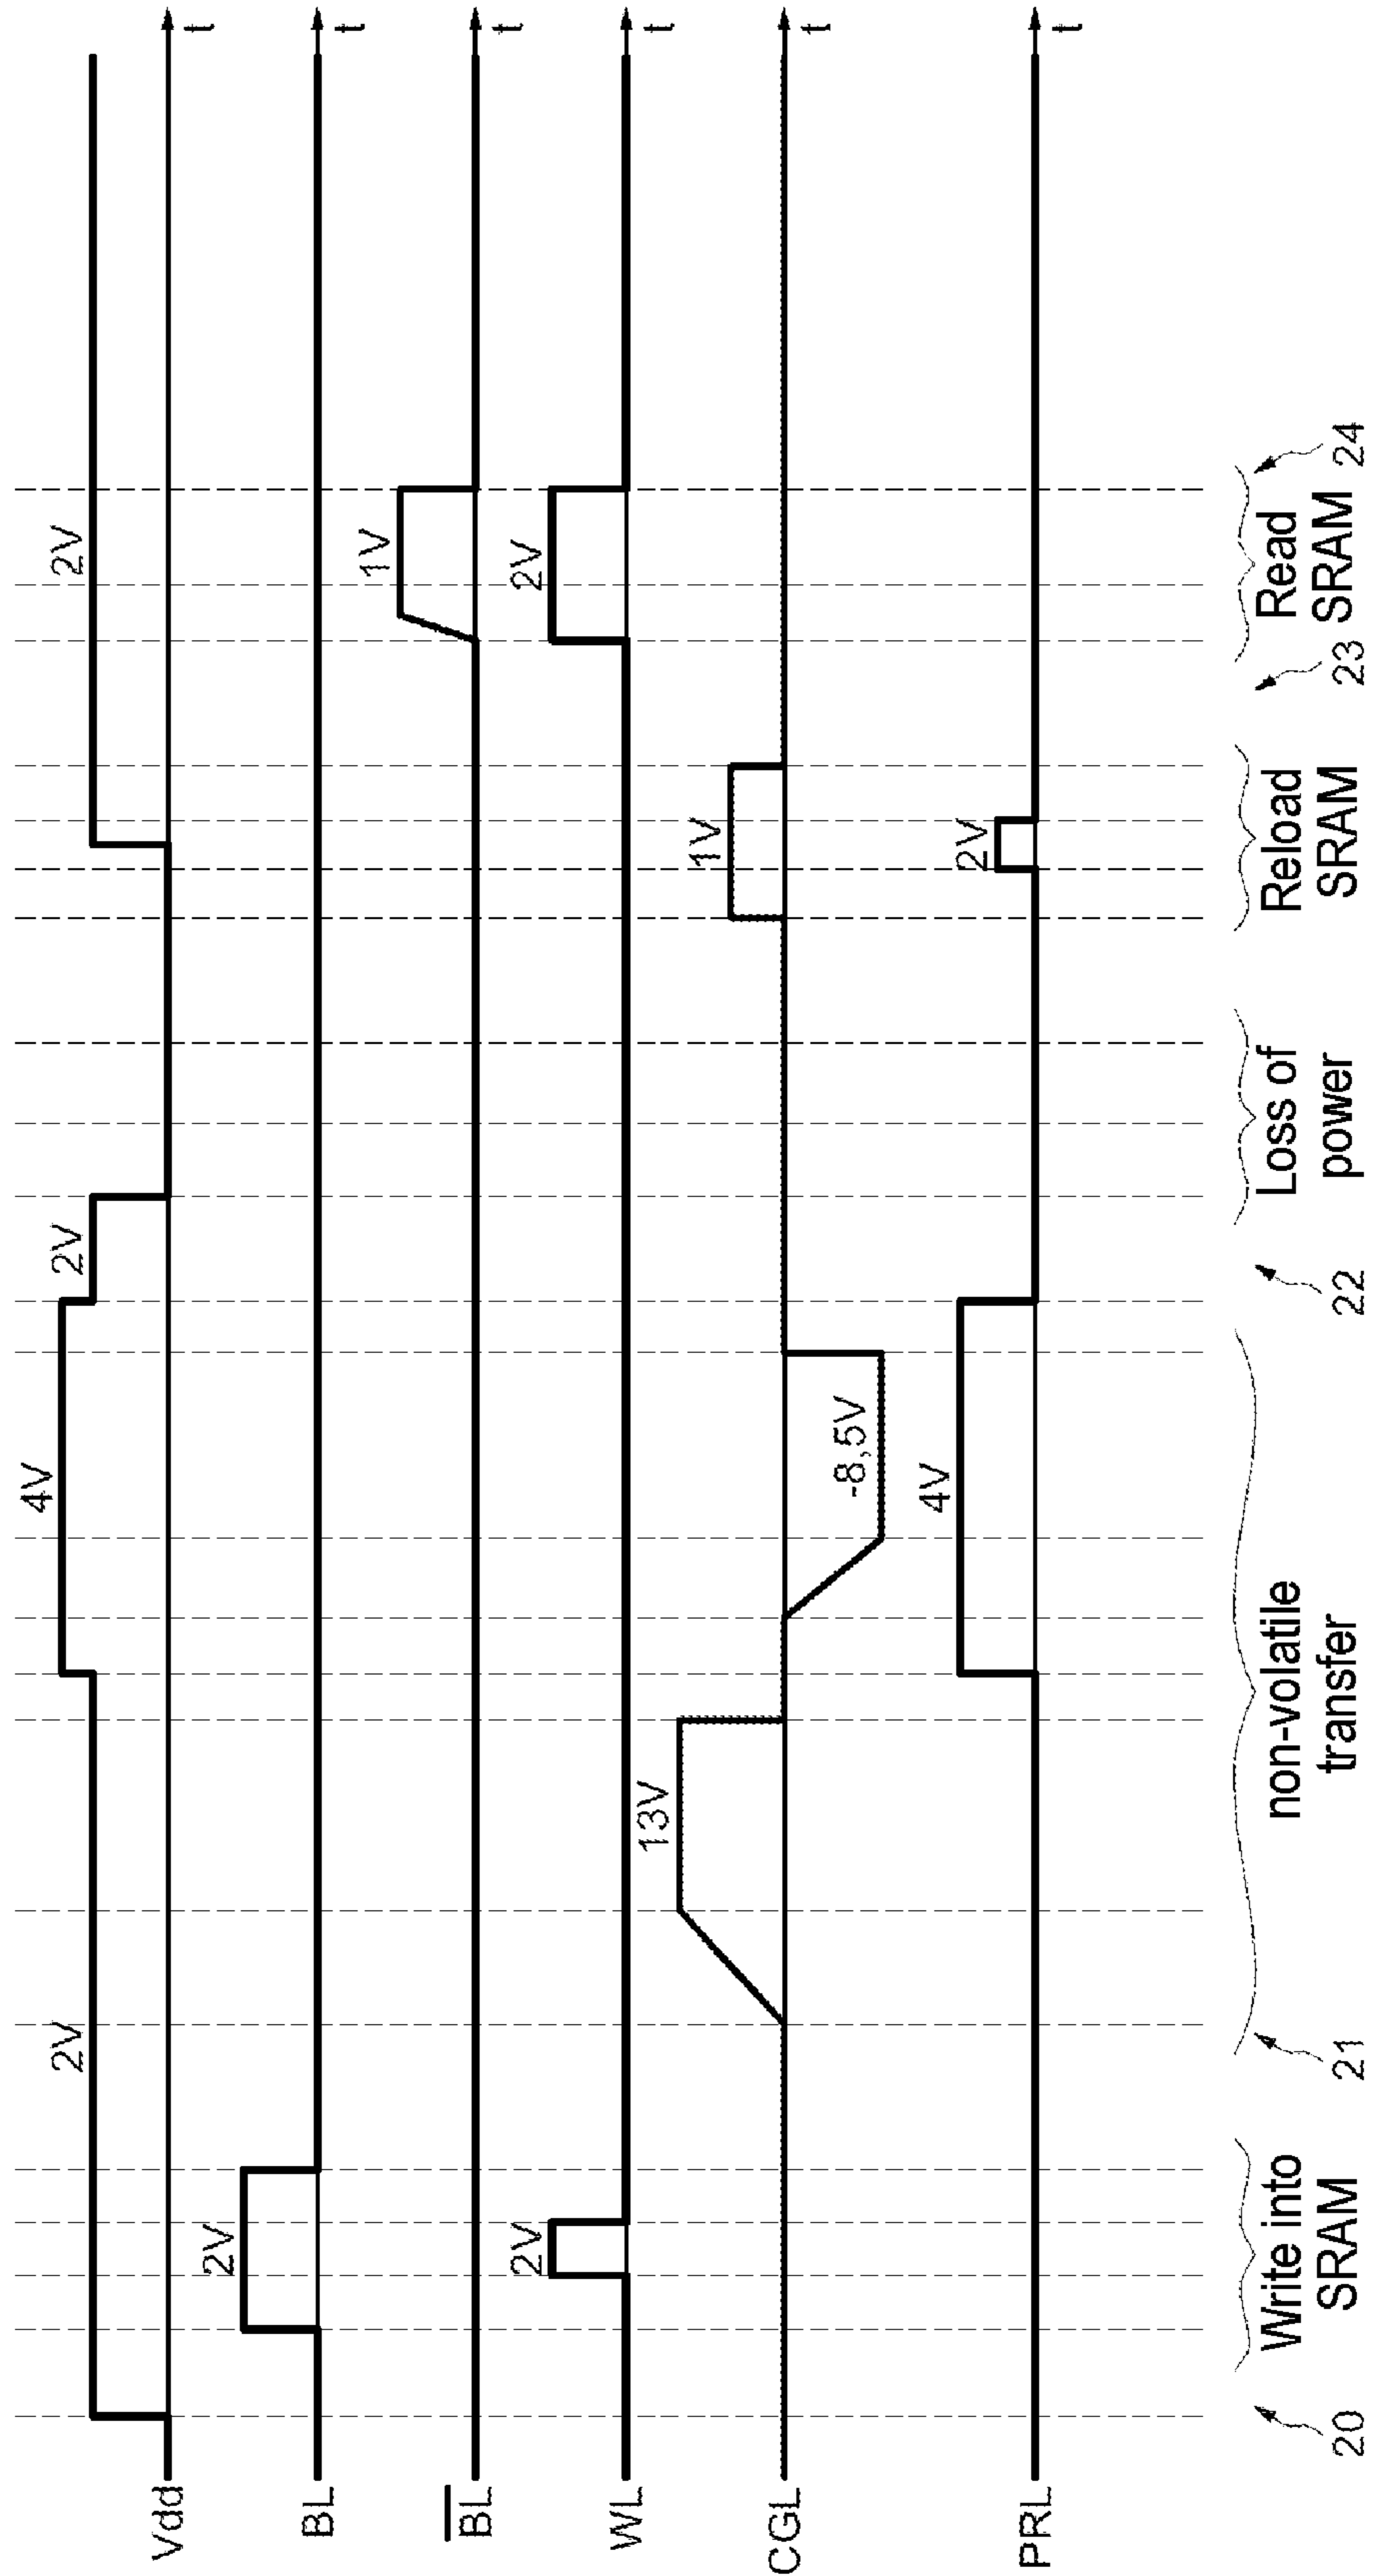 Vdd
2V
4V
2V
2V
t
BL
2V
t
BL
1V
t
WL
2V
2V
t
CGL
13V
-8,5V
1V
t
PRL
4V
2V
t
Write into
SRAM
non-volatile
transfer
Loss of
power
Reload
SRAM
Read
SRAM
20
21
22
23
24